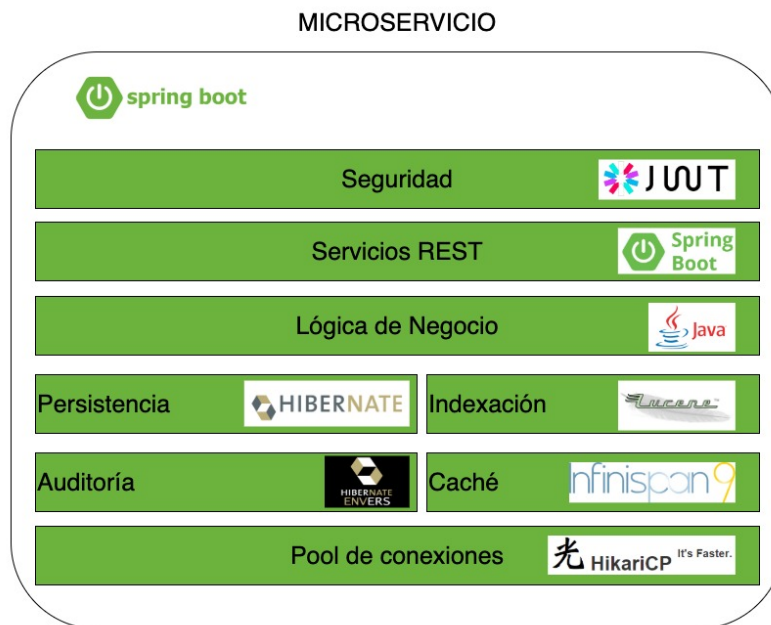 MICROSERVICIO
spring boot
Seguridad
JWT
Servicios REST
Spring
Boot
Lógica de Negocio
Java
Persistencia
HIBERNATE
Indexación
Lucene
Auditoría
HIBERNATE
ENVERS
Caché
Infinispan 9
Pool de conexiones
光 HikariCP It's Faster.